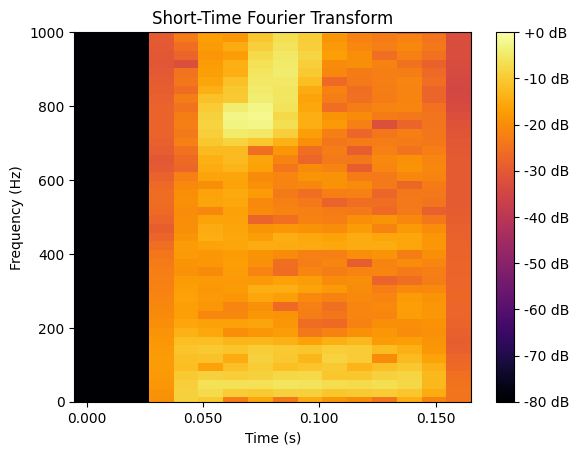 Short-Time Fourier Transform
1000
800
600
400
200
0
Frequency (Hz)
0.000
0.050
0.100
0.150
Time (s)
+0 dB
-10 dB
-20 dB
-30 dB
-40 dB
-50 dB
-60 dB
-70 dB
-80 dB